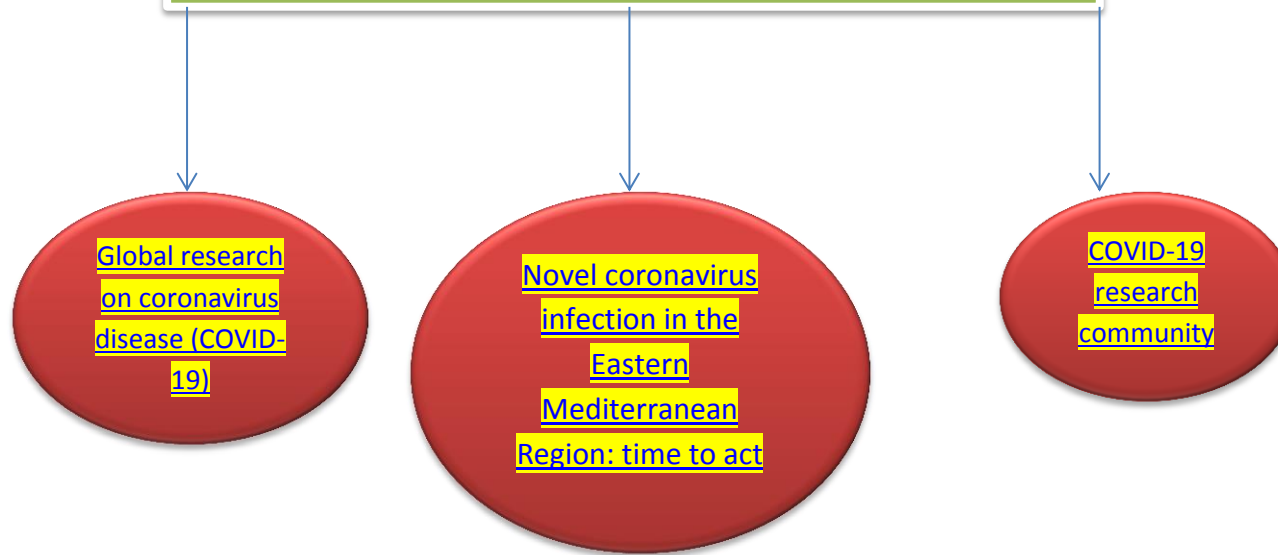 Global research
on coronavirus
disease (COVID-
19)
Novel coronavirus
infection in the
Eastern
Mediterranean
Region: time to act
COVID-19
research
community